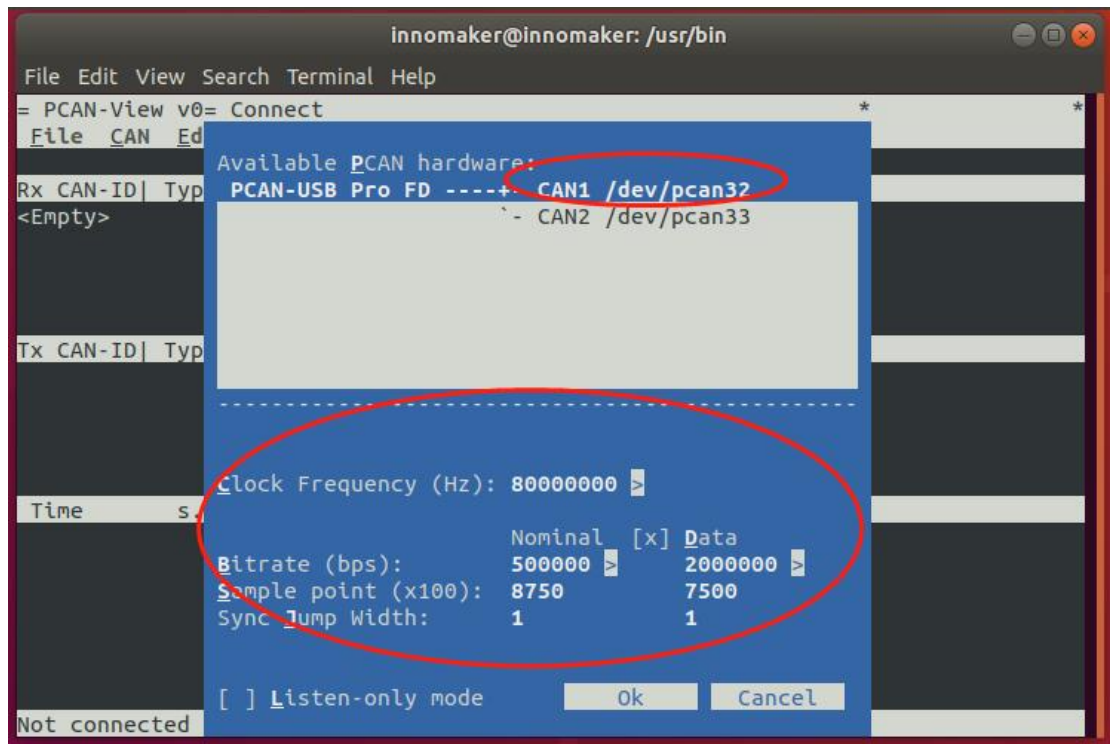 innomaker@innomaker: /usr/bin
File Edit View Search Terminal Help
= PCAN-View v0= Connect * *
File CAN Ed
Available PCAN hardware:
Rx CAN-ID| Typ PCAN-USB Pro FD ----+- CAN1 /dev/pcan32
<Empty> `- CAN2 /dev/pcan33
Tx CAN-ID| Typ
------------------------------------------------
Clock Frequency (Hz): 80000000 >
Time s.
Nominal [x] Data
Bitrate (bps): 500000 > 2000000 >
Sample point (x100): 8750 7500
Sync Jump Width: 1 1
[ ] Listen-only mode Ok Cancel
Not connected